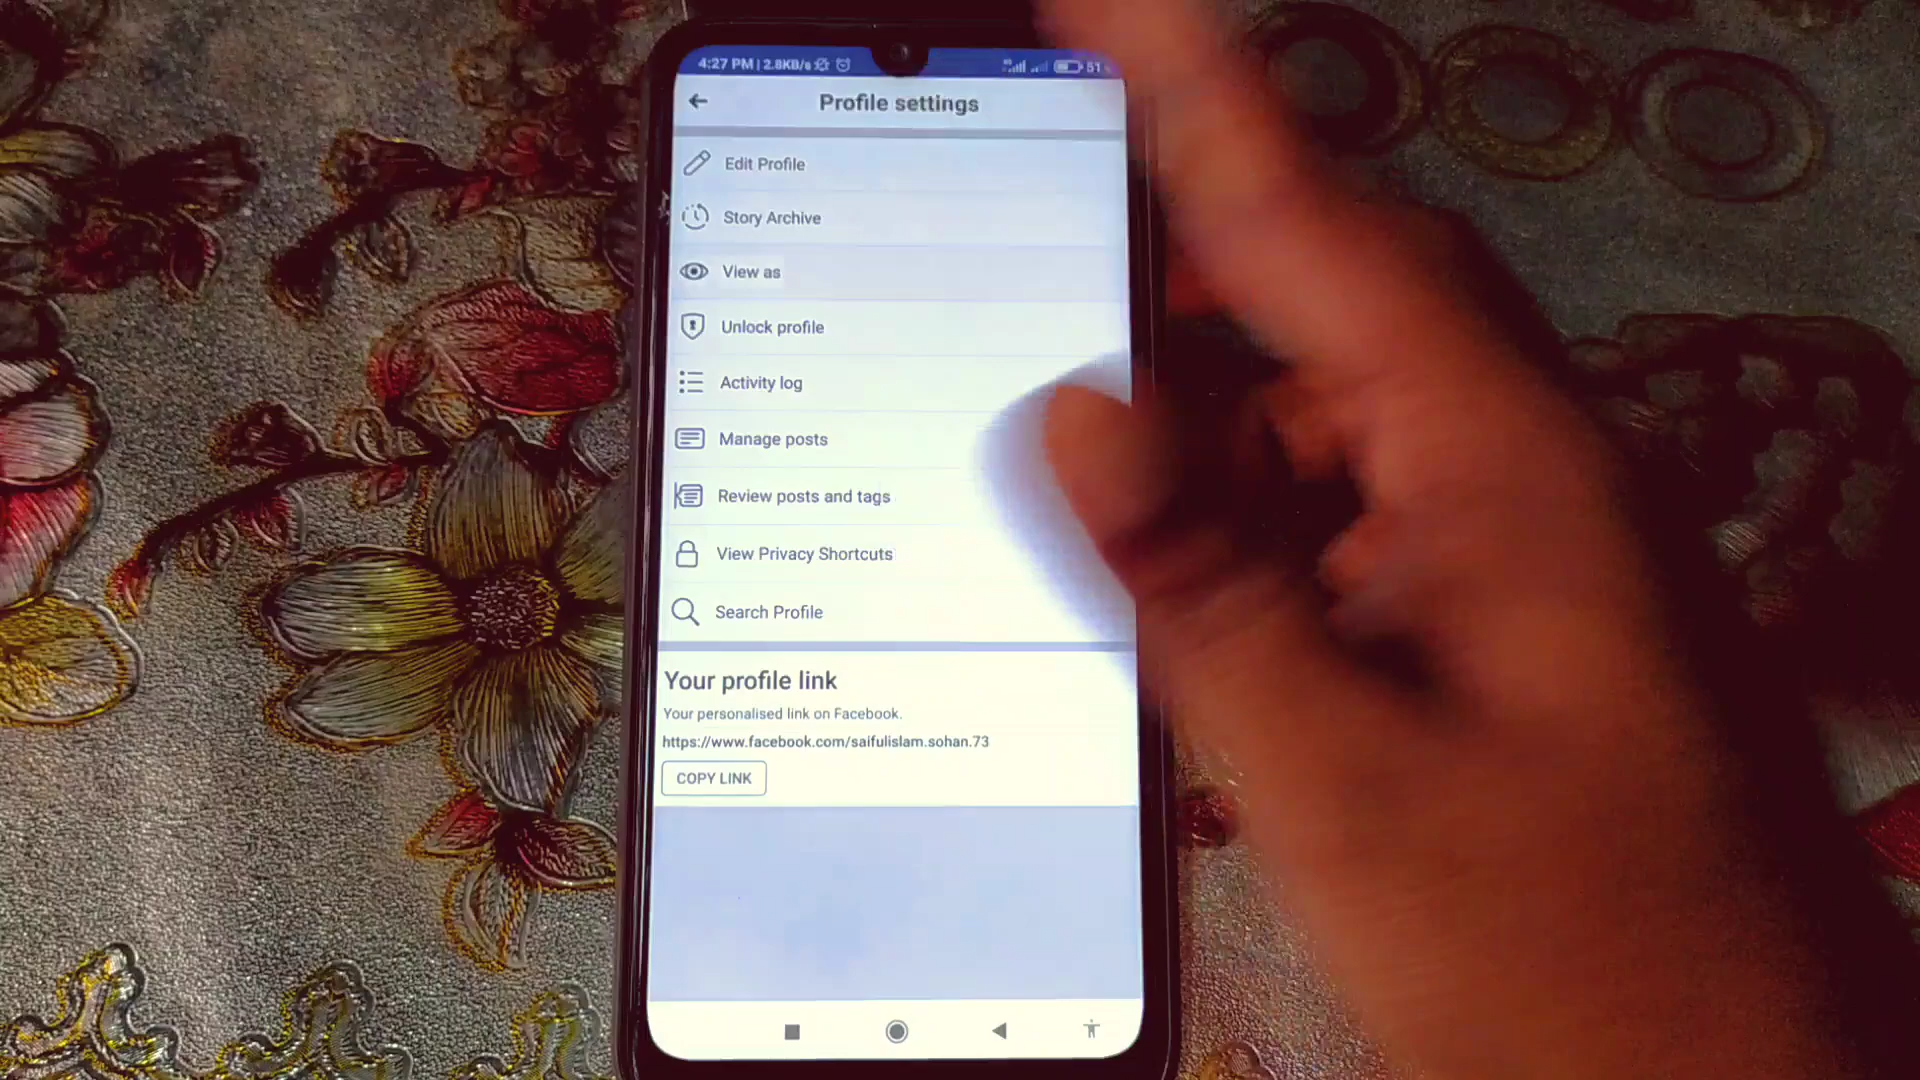 4:27 PM | 2.8KB/s
51
Profile settings
Edit Profile
Story Archive
View as
Unlock profile
Activity log
Manage posts
Review posts and tags
View Privacy Shortcuts
Search Profile
Your profile link
Your personalised link on Facebook.
https://www.facebook.com/saifulislam.sohan.73
COPY LINK